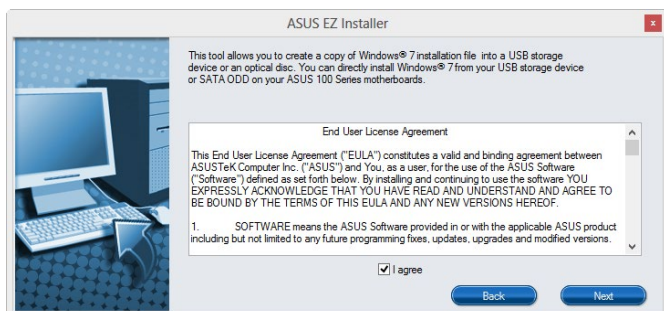 ASUS EZ Installer
x
This tool allows you to create a copy of Windows® 7 installation file into a USB storage
device or an optical disc. You can directly install Windows® 7 from your USB storage device
or SATA ODD on your ASUS 100 Series motherboards.
End User License Agreement
This End User License Agreement ("EULA") constitutes a valid and binding agreement between
ASUSTeK Computer Inc. ("ASUS") and You, as a user, for the use of the ASUS Software
("Software") defined as set forth below. By installing and continuing to use the software YOU
EXPRESSLY ACKNOWLEDGE THAT YOU HAVE READ AND UNDERSTAND AND AGREE TO
BE BOUND BY THE TERMS OF THIS EULA AND ANY NEW VERSIONS HEREOF.
1. SOFTWARE means the ASUS Software provided in or with the applicable ASUS product
including but not limited to any future programming fixes, updates, upgrades and modified versions.
I agree
Back Next